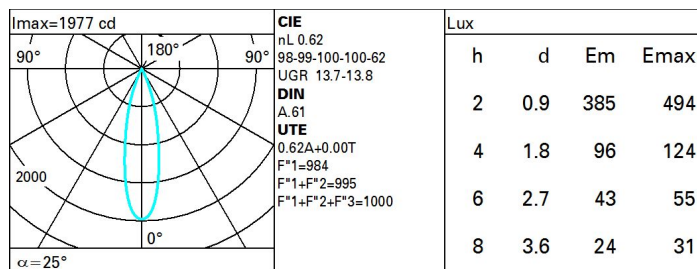 Imax=1977 cd
90° 180° 90°
2000
0°
α=25°
CIE
nL 0.62
98-99-100-100-62
UGR 13.7-13.8
DIN
A.61
UTE
0.62A+0.00T
F"1=984
F"1+F"2=995
F"1+F"2+F"3=1000
Lux
h d Em Emax
2 0.9 385 494
4 1.8 96 124
6 2.7 43 55
8 3.6 24 31